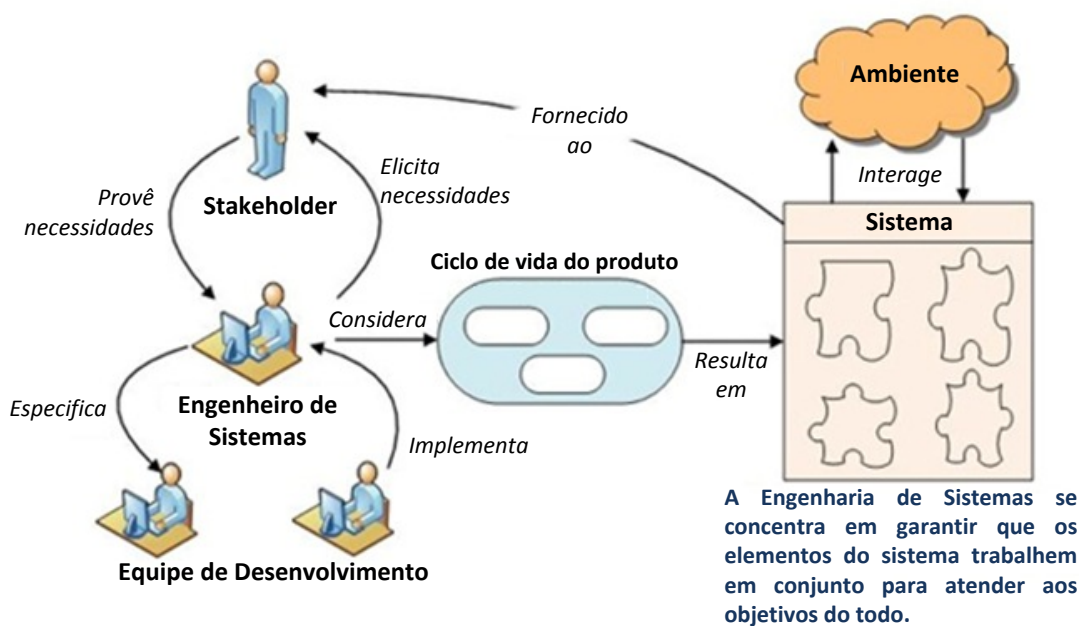 Ambiente
Fornecido
ao
Interage
Elicita
necessidades
Provê
necessidades
Stakeholder
Sistema
Ciclo de vida do produto
Considera
Resulta
em
Especifica
Engenheiro de
Sistemas
Implementa
Equipe de Desenvolvimento
A Engenharia de Sistemas se
concentra em garantir que os
elementos do sistema trabalhem
em conjunto para atender aos
objetivos do todo.